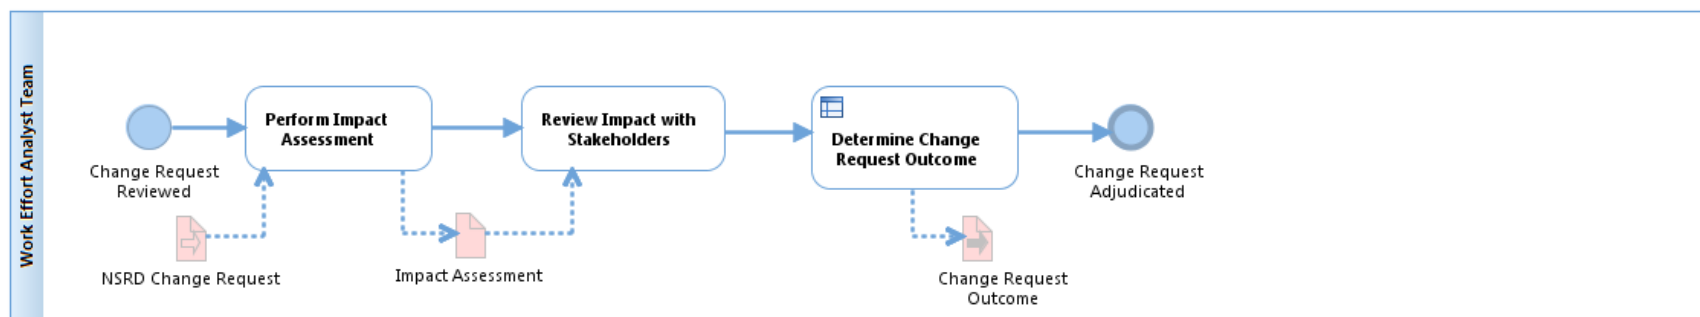 Work Effort Analyst Team
Change Request
Reviewed
Perform Impact
Assessment
Review Impact with
Stakeholders
Determine Change
Request Outcome
Change Request
Adjudicated
NSRD Change Request
Impact Assessment
Change Request
Outcome